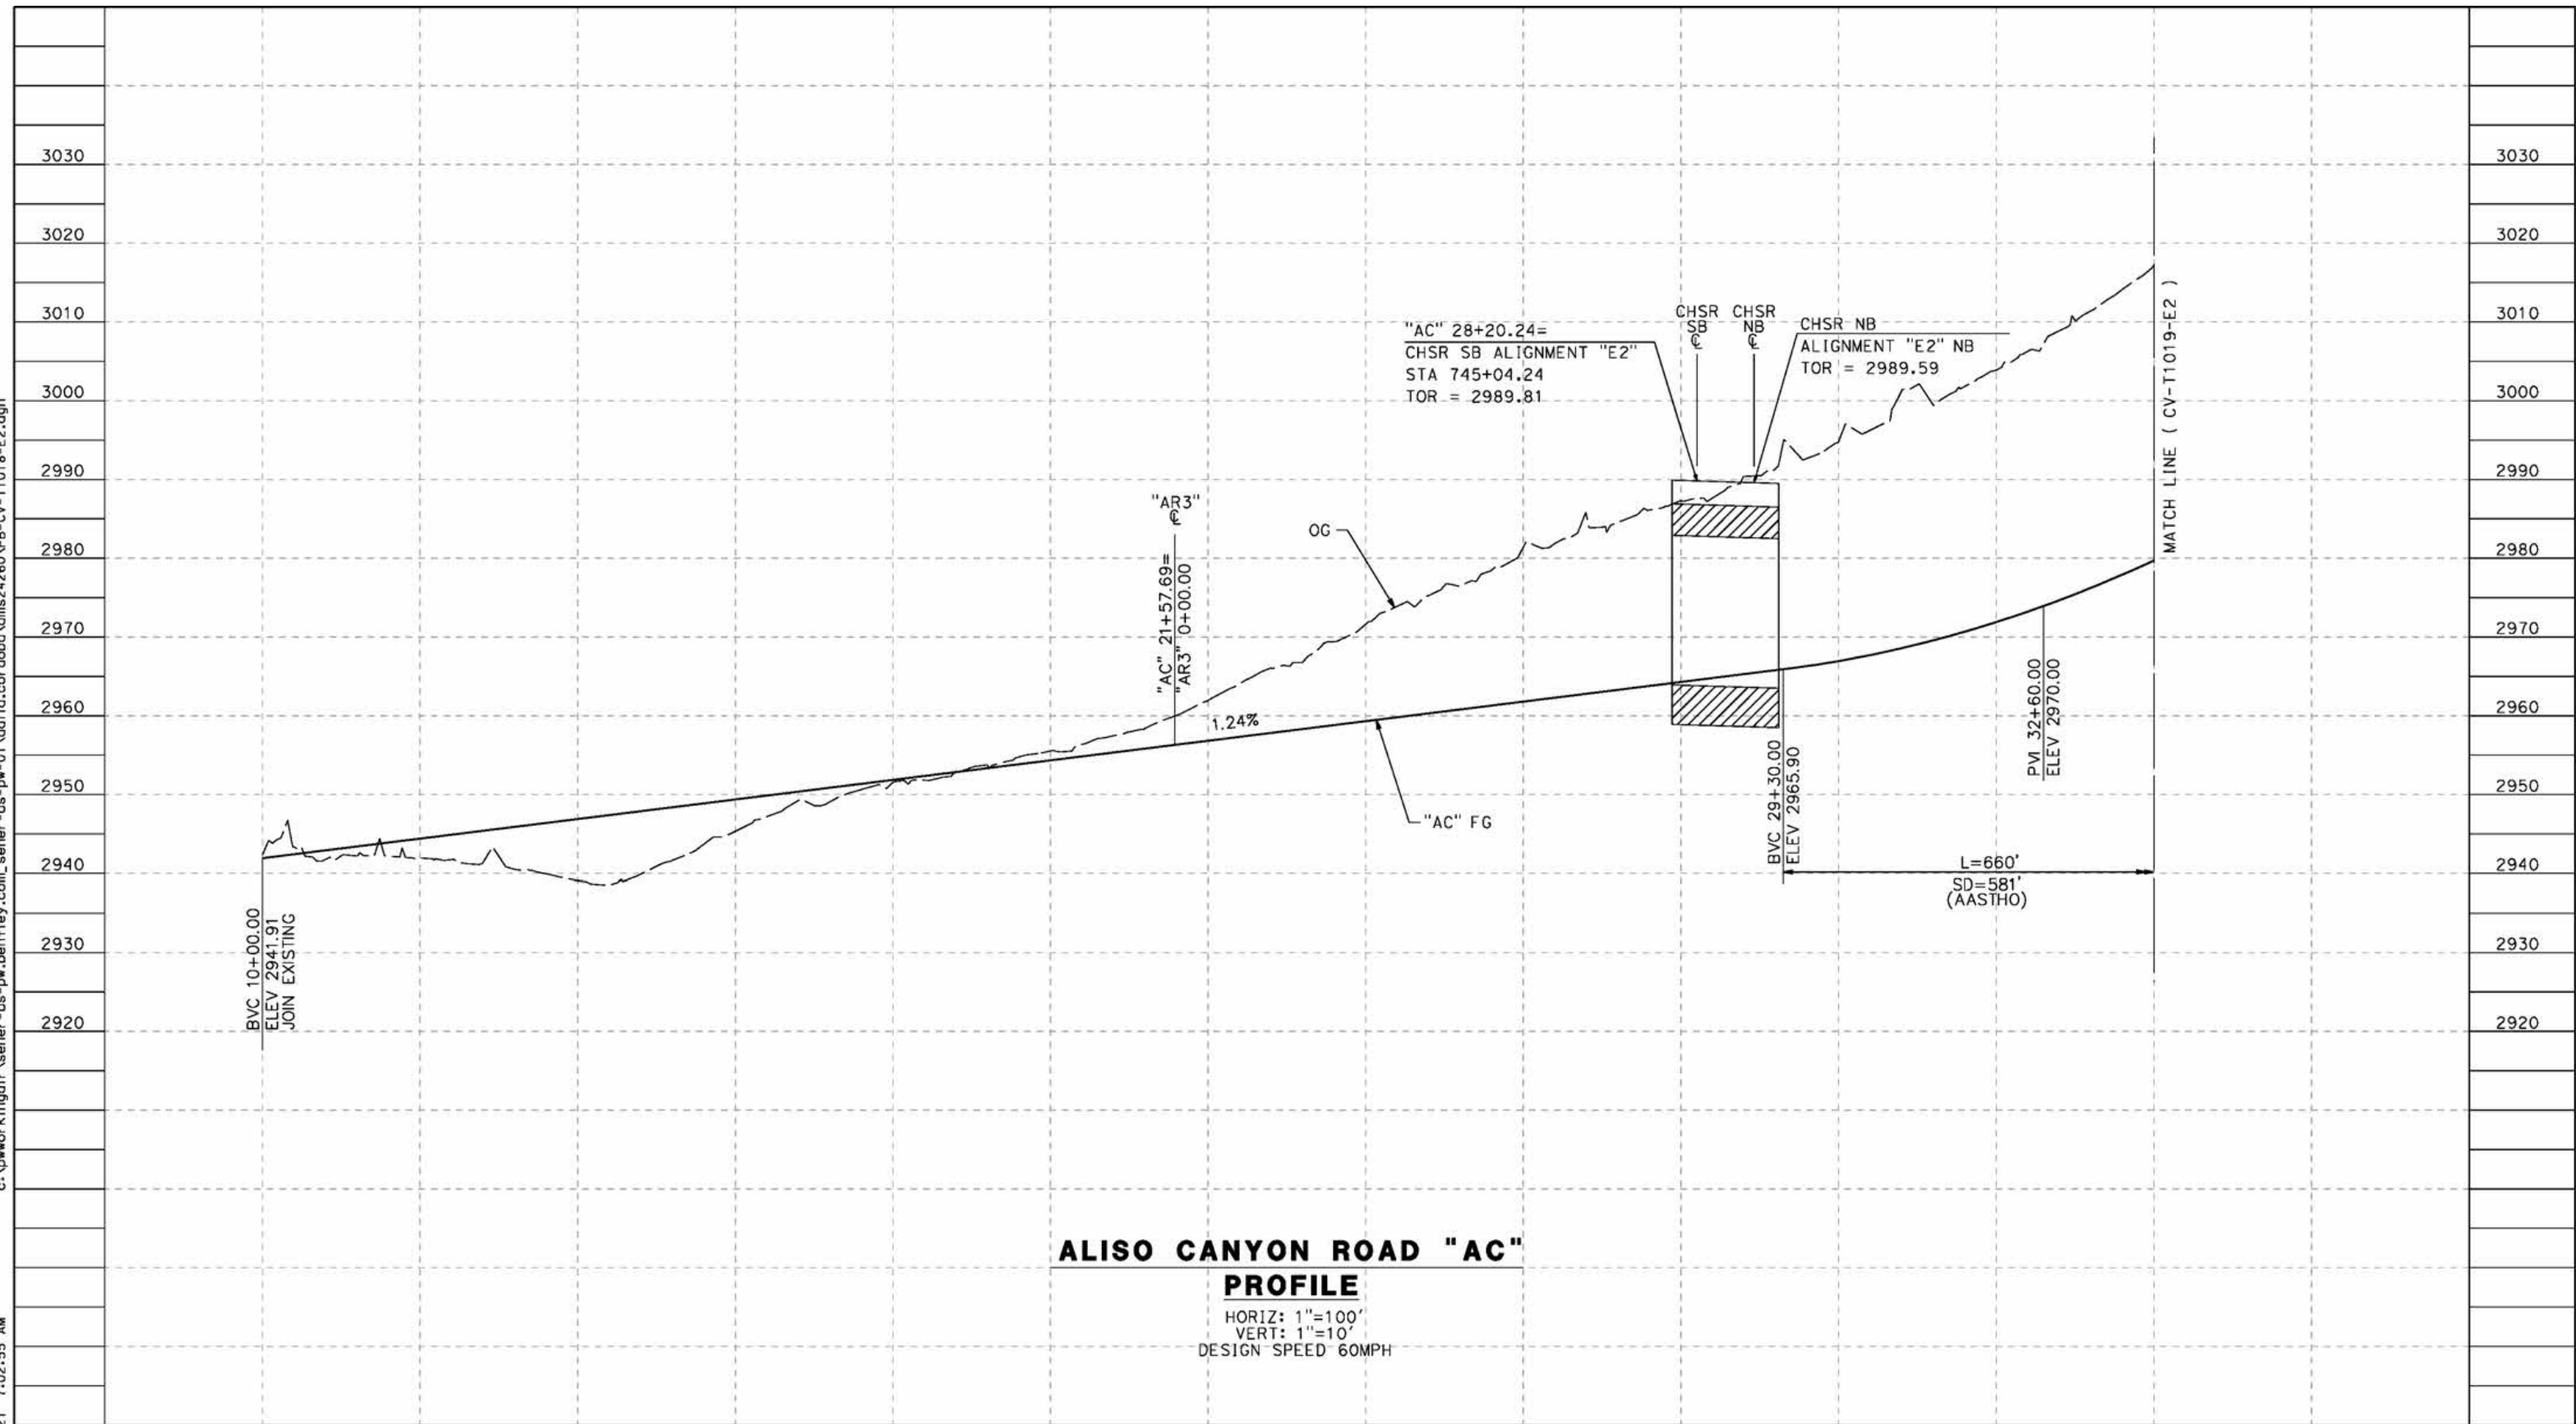 3030
3020
3010
3000
2990
2980
2970
2960
2950
2940
2930
2920
BVC 10+00.00
ELEV 2941.91
JOIN EXISTING
"AR3"
℄
"AC" 21+57.69=
"AR3" 0+00.00
1.24%
OG
"AC" FG
"AC" 28+20.24=
CHSR SB ALIGNMENT "E2"
STA 745+04.24
TOR = 2989.81
CHSR
SB
℄
CHSR
NB
℄
CHSR NB
ALIGNMENT "E2" NB
TOR = 2989.59
BVC 29+30.00
ELEV 2965.90
PVI 32+60.00
ELEV 2970.00
L=660'
SD=581'
(AASTHO)
MATCH LINE ( CV-T1019-E2 )
3030
3020
3010
3000
2990
2980
2970
2960
2950
2940
2930
2920
ALISO CANYON ROAD "AC"
PROFILE
HORIZ: 1"=100'
VERT: 1"=10'
DESIGN SPEED 60MPH
7:02:55 AM